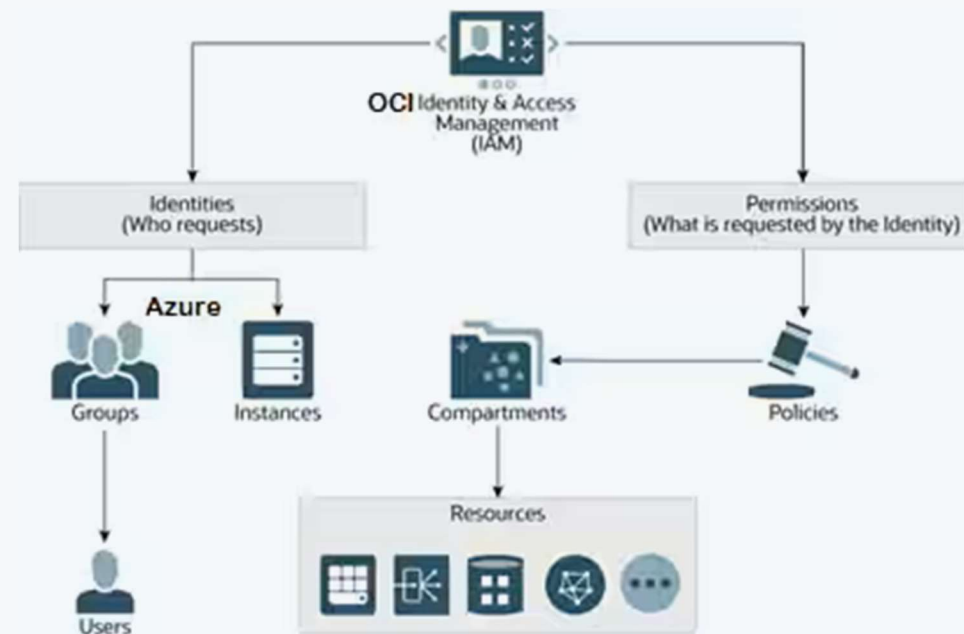 OCI Identity & Access
Management
(IAM)
Identities
(Who requests)
Permissions
(What is requested by the Identity)
Azure
Groups
Instances
Compartments
Policies
Resources
Users